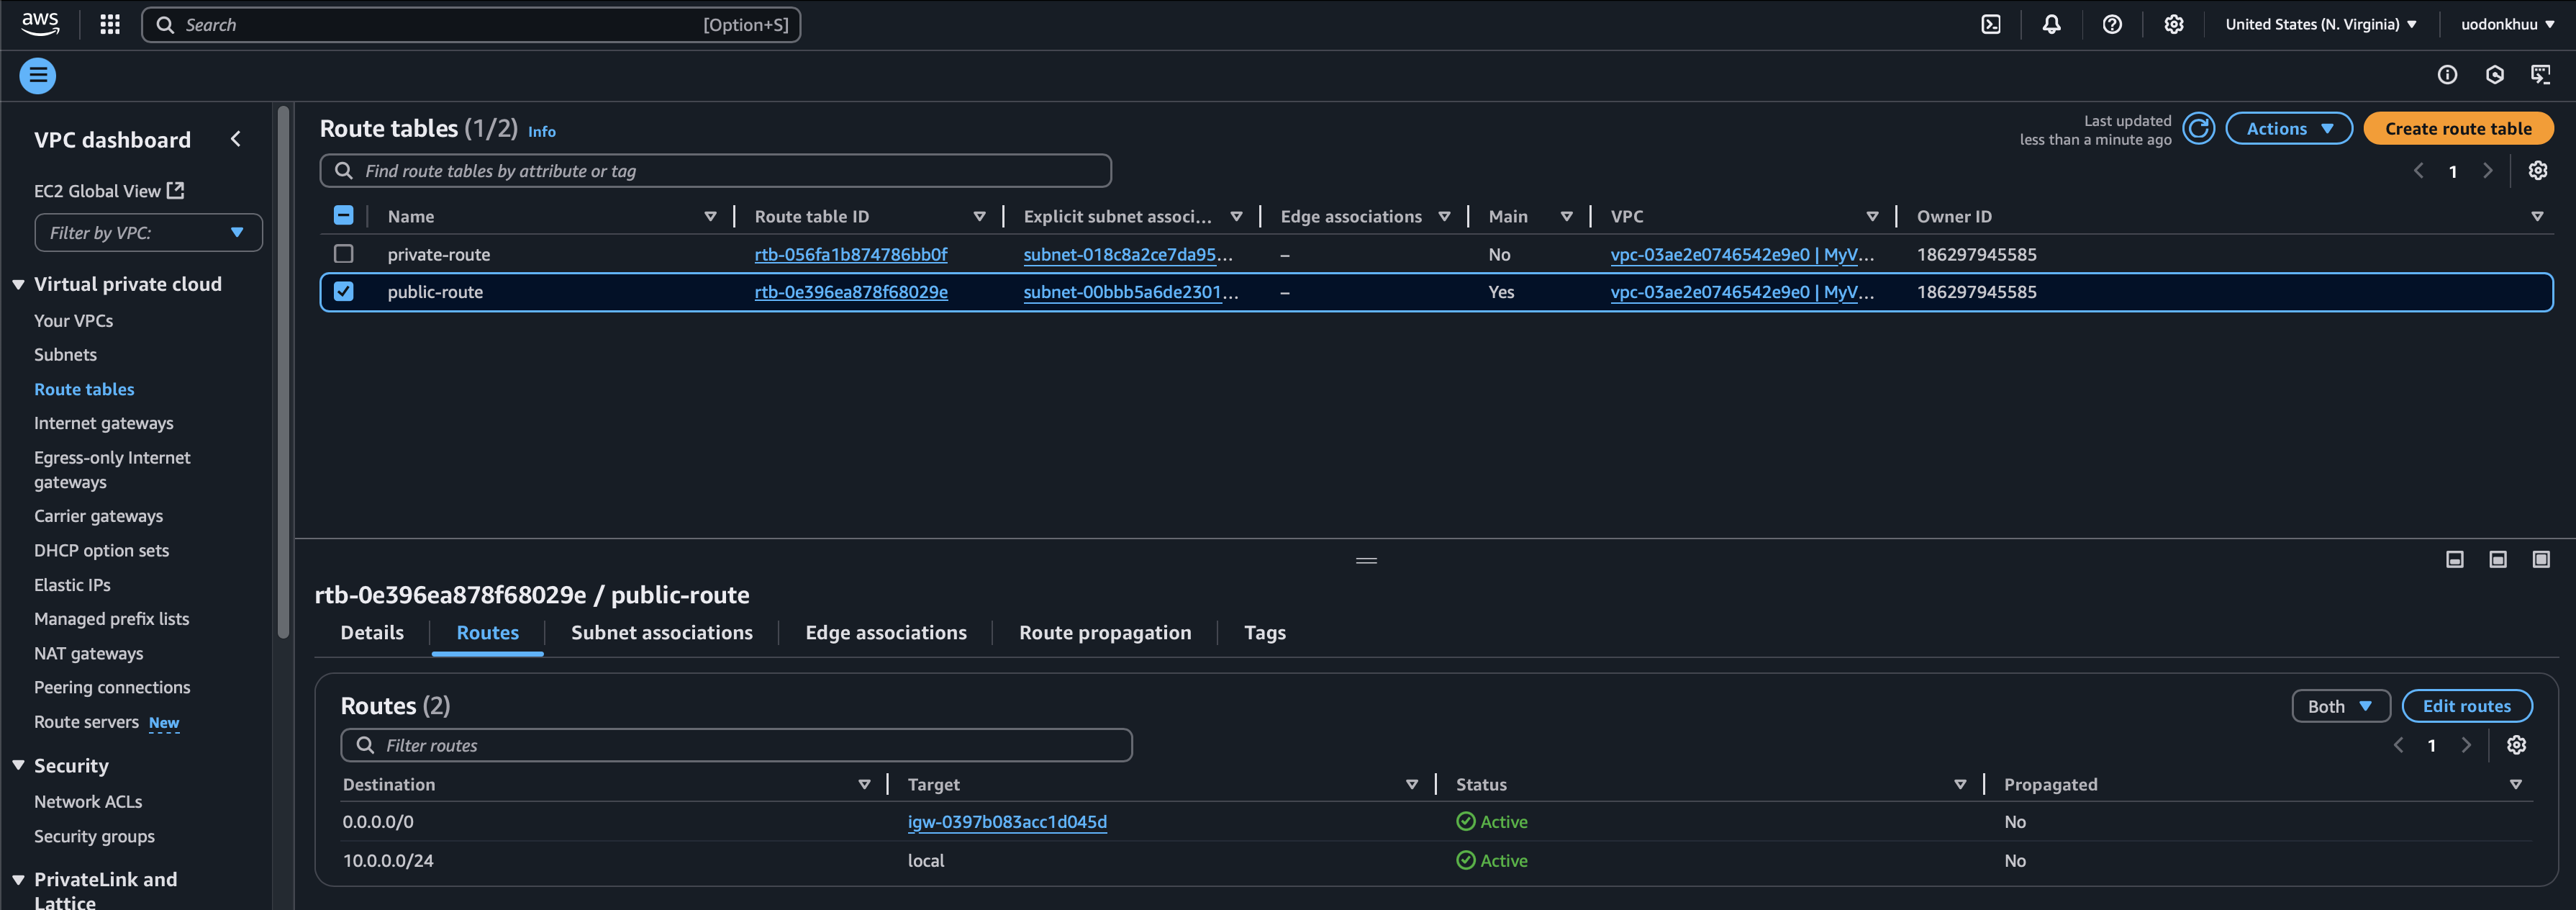 aws
Search
[Option+S]
United States (N. Virginia)
uodonkhuu
VPC dashboard
EC2 Global View
Filter by VPC:
Virtual private cloud
Your VPCs
Subnets
Route tables
Internet gateways
Egress-only Internet
gateways
Carrier gateways
DHCP option sets
Elastic IPs
Managed prefix lists
NAT gateways
Peering connections
Route servers New
Security
Network ACLs
Security groups
PrivateLink and
Lattice
Route tables (1/2) Info
Last updated
less than a minute ago
Actions
Create route table
Find route tables by attribute or tag
1
Name Route table ID Explicit subnet associ... Edge associations Main VPC Owner ID
private-route rtb-056fa1b874786bb0f subnet-018c8a2ce7da95... – No vpc-03ae2e0746542e9e0 | MyV... 186297945585
public-route rtb-0e396ea878f68029e subnet-00bbb5a6de2301... – Yes vpc-03ae2e0746542e9e0 | MyV... 186297945585
rtb-0e396ea878f68029e / public-route
Details Routes Subnet associations Edge associations Route propagation Tags
Routes (2)
Both
Edit routes
Filter routes
1
Destination Target Status Propagated
0.0.0.0/0 igw-0397b083acc1d045d Active No
10.0.0.0/24 local Active No